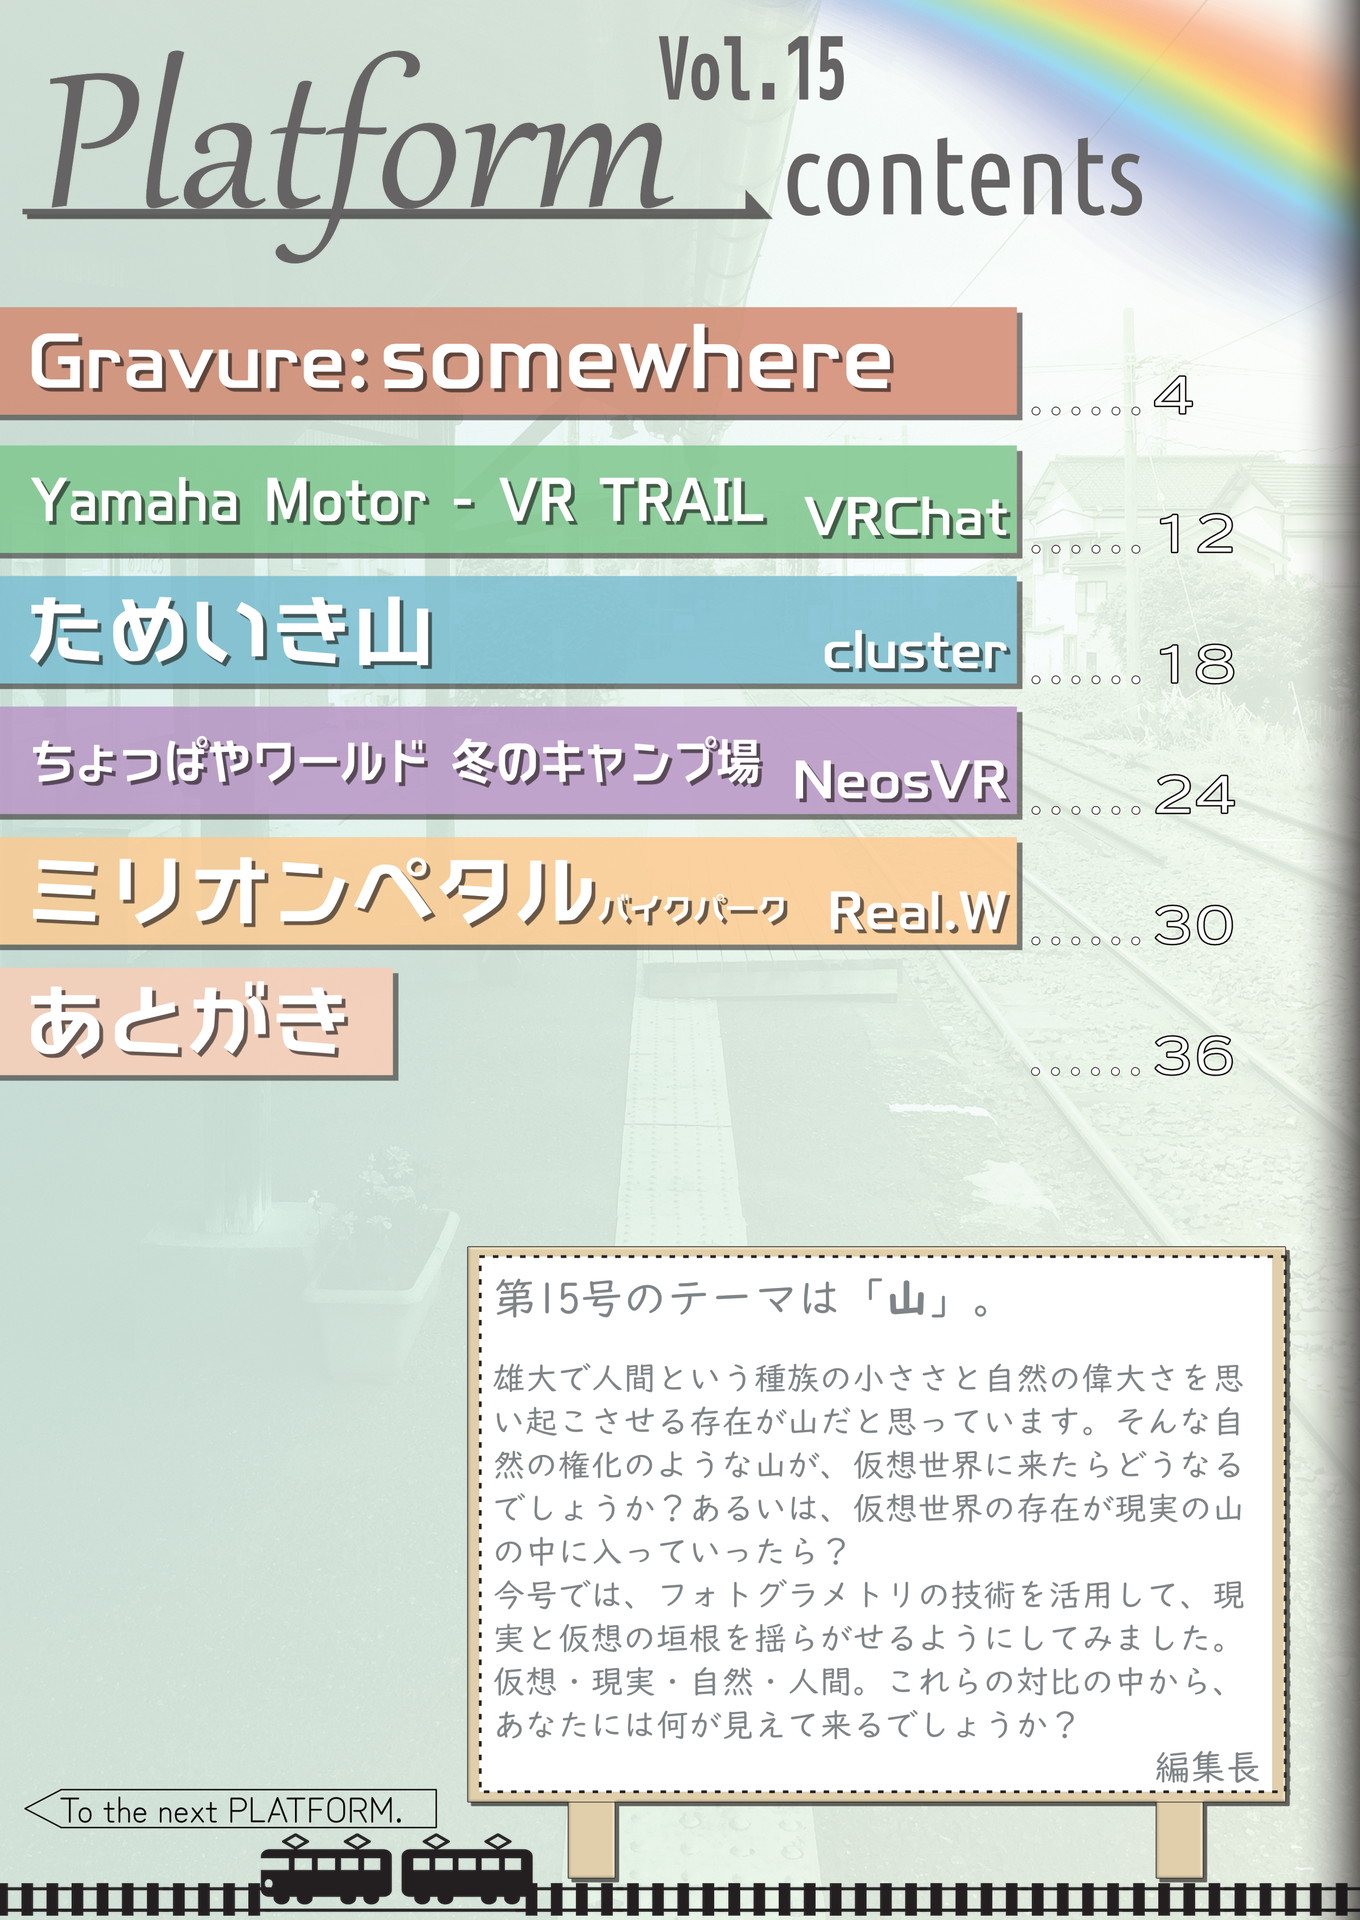 Platform
Vol.15
contents
Gravure: somewhere
......4
Yamaha Motor - VR TRAIL VRChat
......12
ためいき山 cluster
......18
ちょっぱやワールド 冬のキャンプ場 NeosVR
......24
ミリオンペタルバイクパーク Real.W
......30
あとがき
......36
第15号のテーマは「山」。
雄大で人間という種族の小ささと自然の偉大さを思
い起こさせる存在が山だと思っています。そんな自
然の権化のような山が、仮想世界に来たらどうなる
でしょうか？あるいは、仮想世界の存在が現実の山
の中に入っていったら？
今号では、フォトグラメトリの技術を活用して、現
実と仮想の垣根を揺らがせるようにしてみました。
仮想・現実・自然・人間。これらの対比の中から、
あなたには何が見えて来るでしょうか？
編集長
To the next PLATFORM.